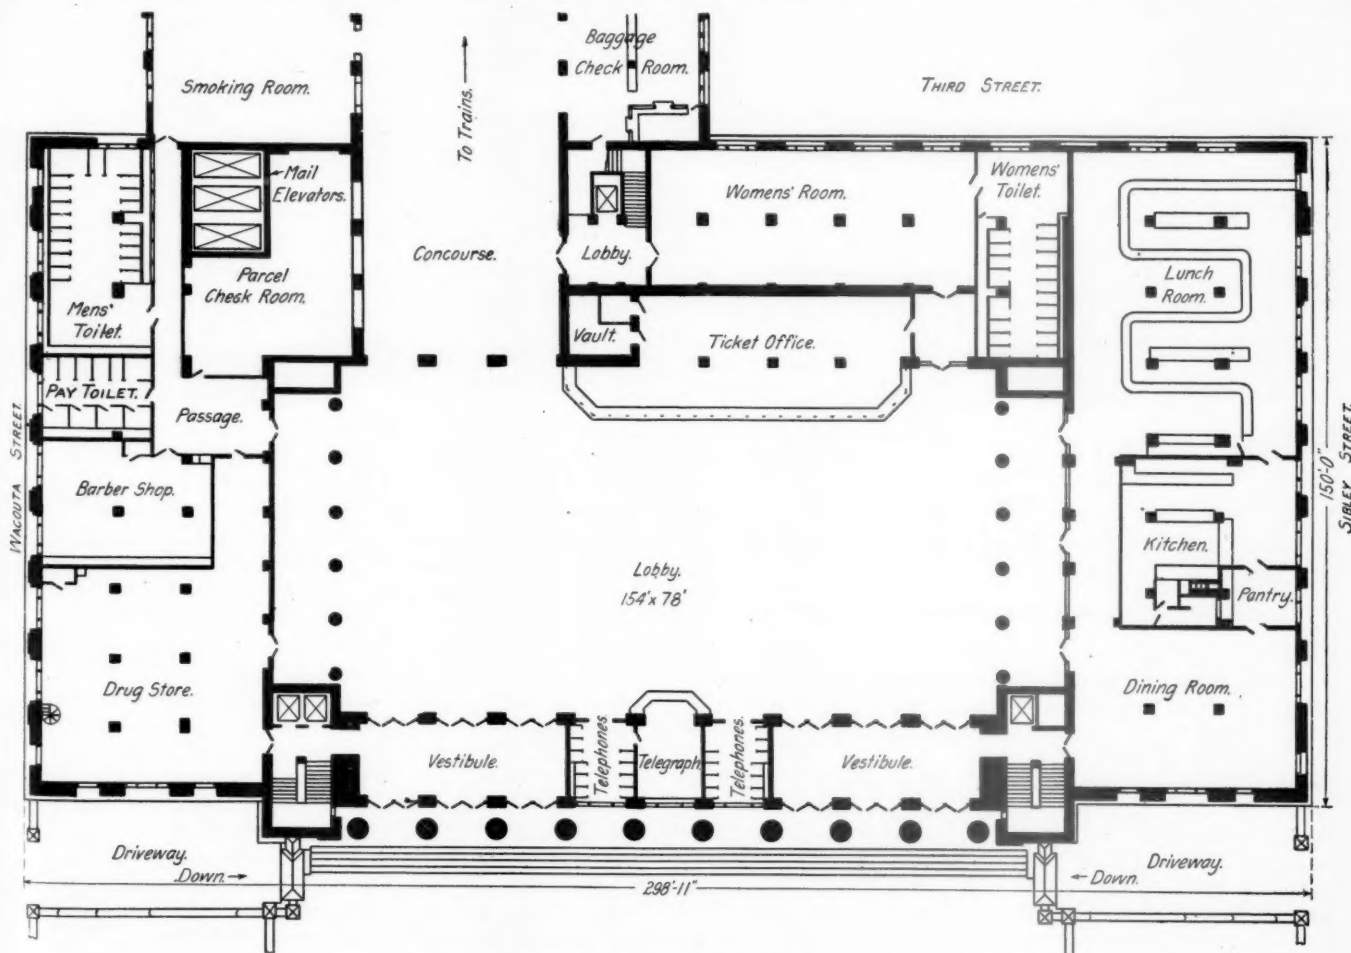 Baggage
Check Room.
Smoking Room.
To Trains.
THIRD STREET.
Mail
Elevators.
Womens'
Toilet.
Womens' Room.
Concourse.
Lobby.
Parcel
Check Room.
Lunch
Room.
Mens'
Toilet.
Vault.
Ticket Office.
PAY TOILET.
Passage.
WACOUTA STREET.
150'-0"
SIBLEY STREET.
Barber Shop.
Kitchen.
Lobby.
154' x 78'
Pantry.
Drug Store.
Dining Room.
Vestibule.
Telephones.
Telegraph.
Telephones.
Vestibule.
Driveway.
Down.
Driveway.
Down.
298'-11"